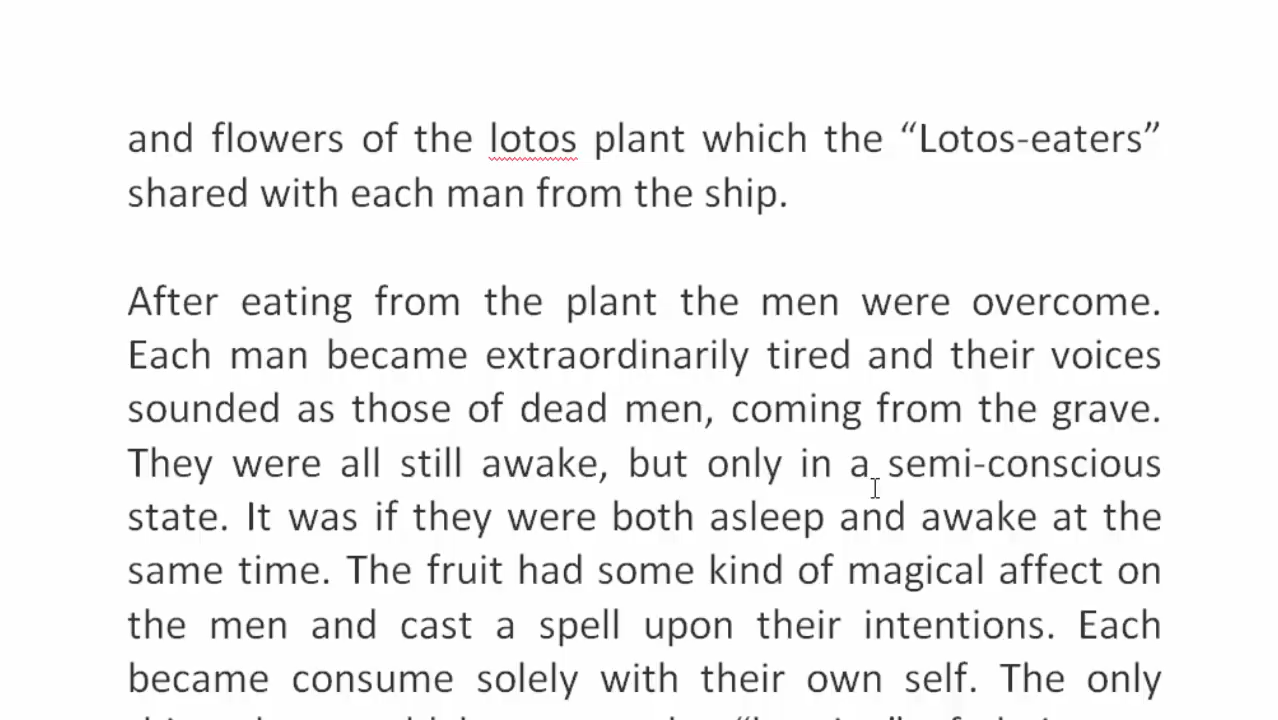 and flowers of the lotos plant which the “Lotos-eaters”
shared with each man from the ship.
After eating from the plant the men were overcome.
Each man became extraordinarily tired and their voices
sounded as those of dead men, coming from the grave.
They were all still awake, but only in a semi-conscious
state. It was if they were both asleep and awake at the
same time. The fruit had some kind of magical affect on
the men and cast a spell upon their intentions. Each
became consume solely with their own self. The only